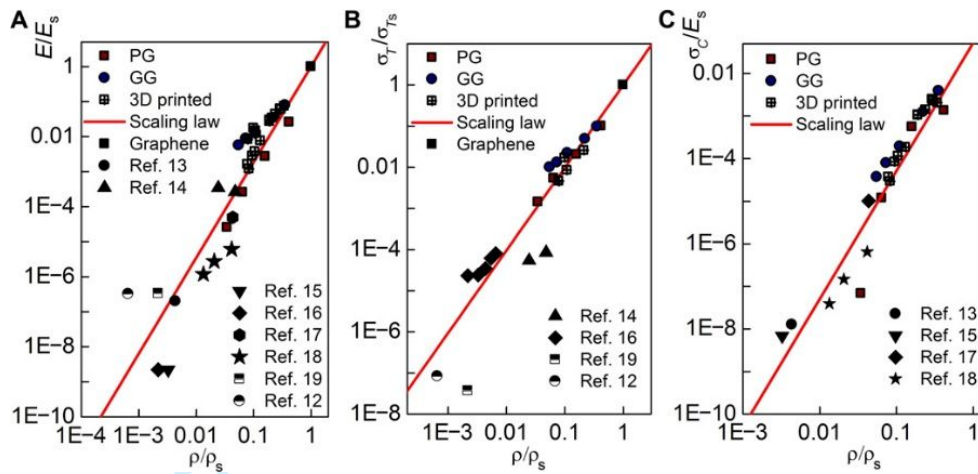 A
E/Eₛ
PG
GG
3D printed
Scaling law
Graphene
Ref. 13
Ref. 14
Ref. 15
Ref. 16
Ref. 17
Ref. 18
Ref. 19
Ref. 12
1
0.01
1E-4
1E-6
1E-8
1E-10
1E-4 1E-3 0.01 0.1 1
ρ/ρₛ
B
σ_T/σ_Tₛ
PG
GG
3D printed
Scaling law
Graphene
Ref. 14
Ref. 16
Ref. 19
Ref. 12
1
0.01
1E-4
1E-6
1E-8
1E-3 0.01 0.1 1
ρ/ρₛ
C
σ_C/Eₛ
PG
GG
3D printed
Scaling law
Ref. 13
Ref. 15
Ref. 17
Ref. 18
0.01
1E-4
1E-6
1E-8
1E-10
0.01 0.1 1
ρ/ρₛ